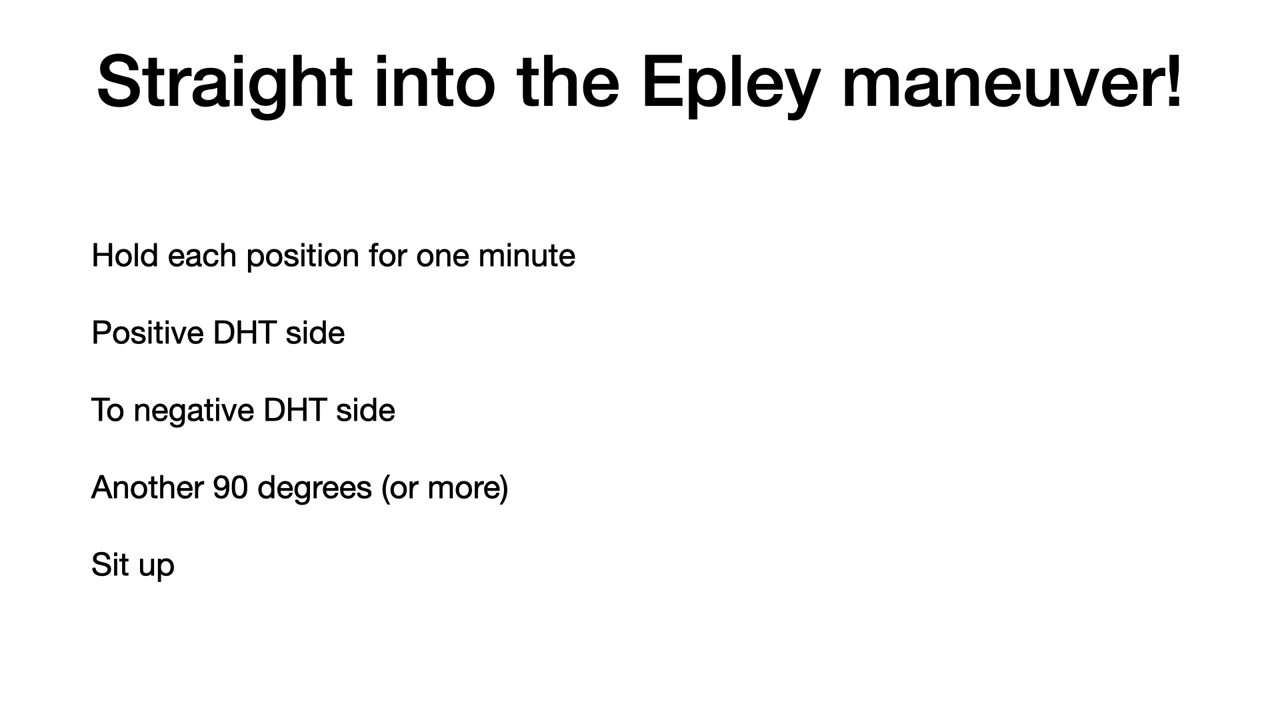 Straight into the Epley maneuver!
Hold each position for one minute
Positive DHT side
To negative DHT side
Another 90 degrees (or more)
Sit up